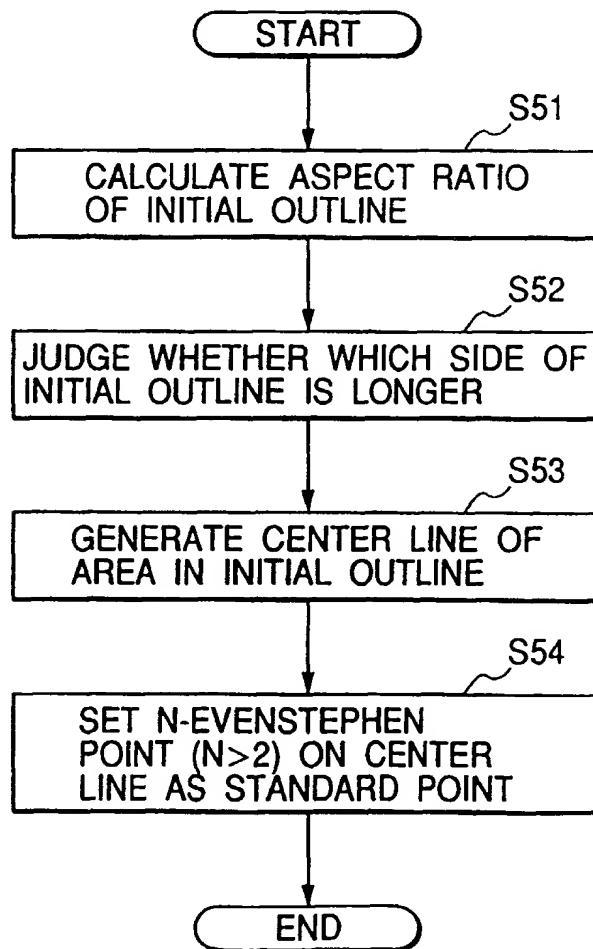 START
S51
CALCULATE ASPECT RATIO
OF INITIAL OUTLINE
S52
JUDGE WHETHER WHICH SIDE OF
INITIAL OUTLINE IS LONGER
S53
GENERATE CENTER LINE OF
AREA IN INITIAL OUTLINE
S54
SET N-EVENSTEPHEN
POINT (N>2) ON CENTER
LINE AS STANDARD POINT
END